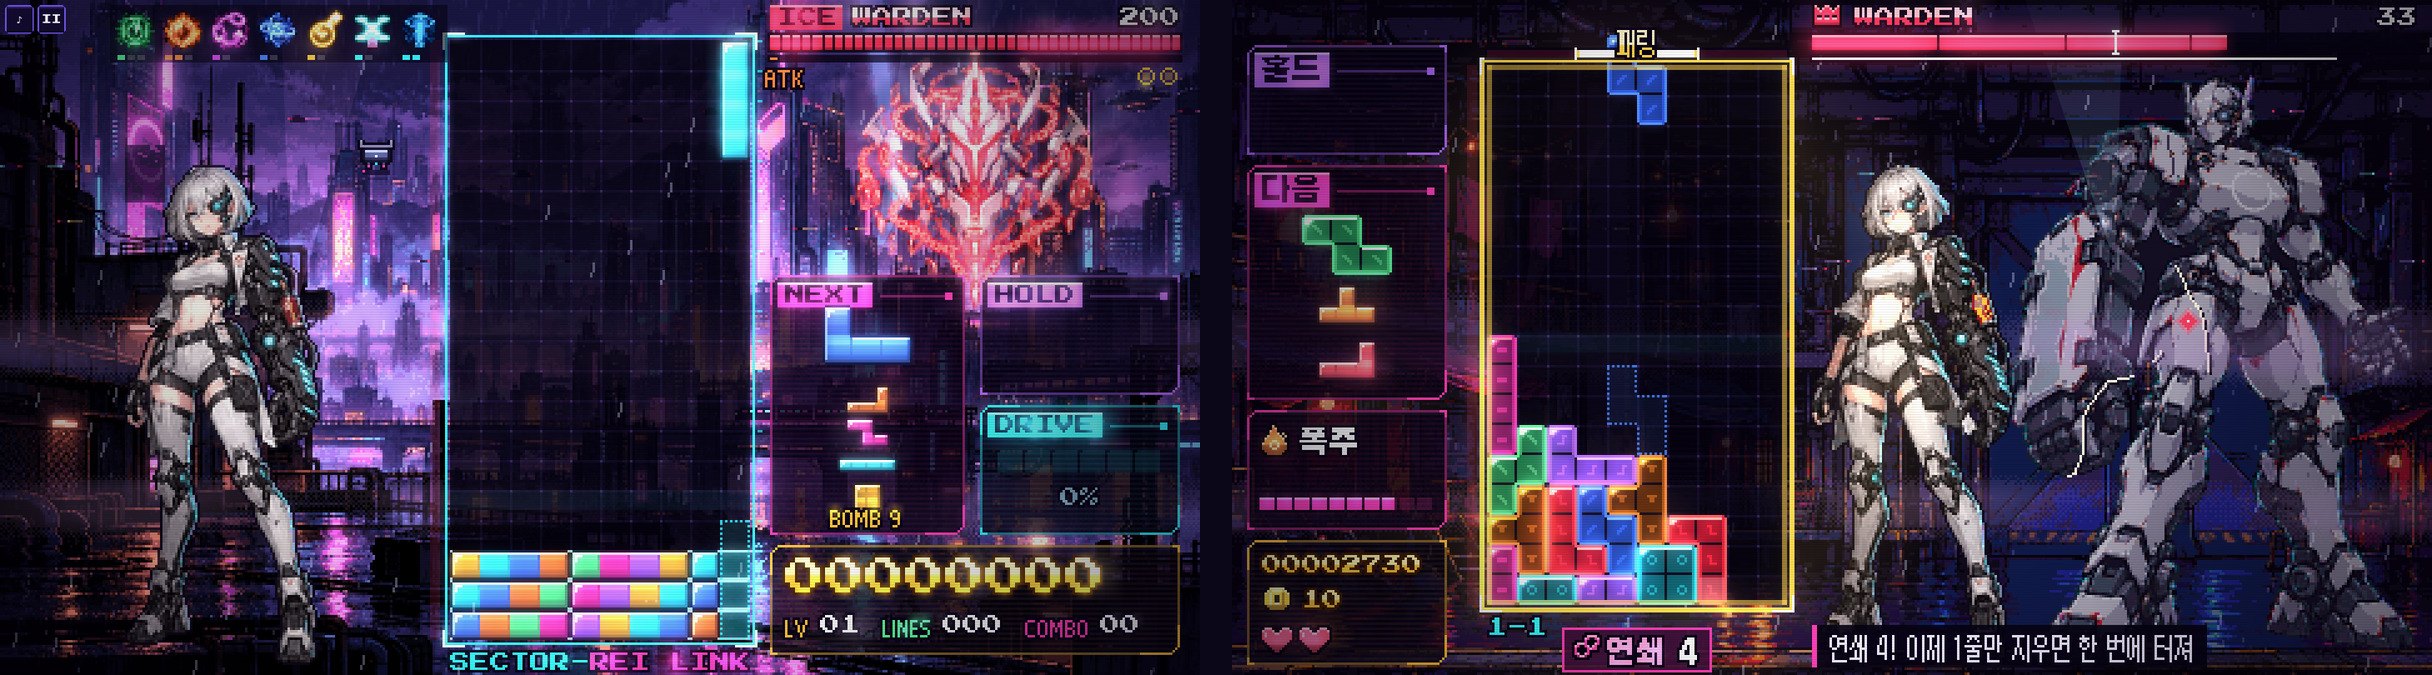 ICE WARDEN
200
ATK
NEXT
HOLD
DRIVE
0%
BOMB 9
00000000
LV 01 LINES 000 COMBO 00
SECTOR-REI LINK
홀드
다음
폭주
00002730
10
패링
1-1
연쇄 4
WARDEN
33
연쇄 4! 이제 1줄만 지우면 한 번에 터져